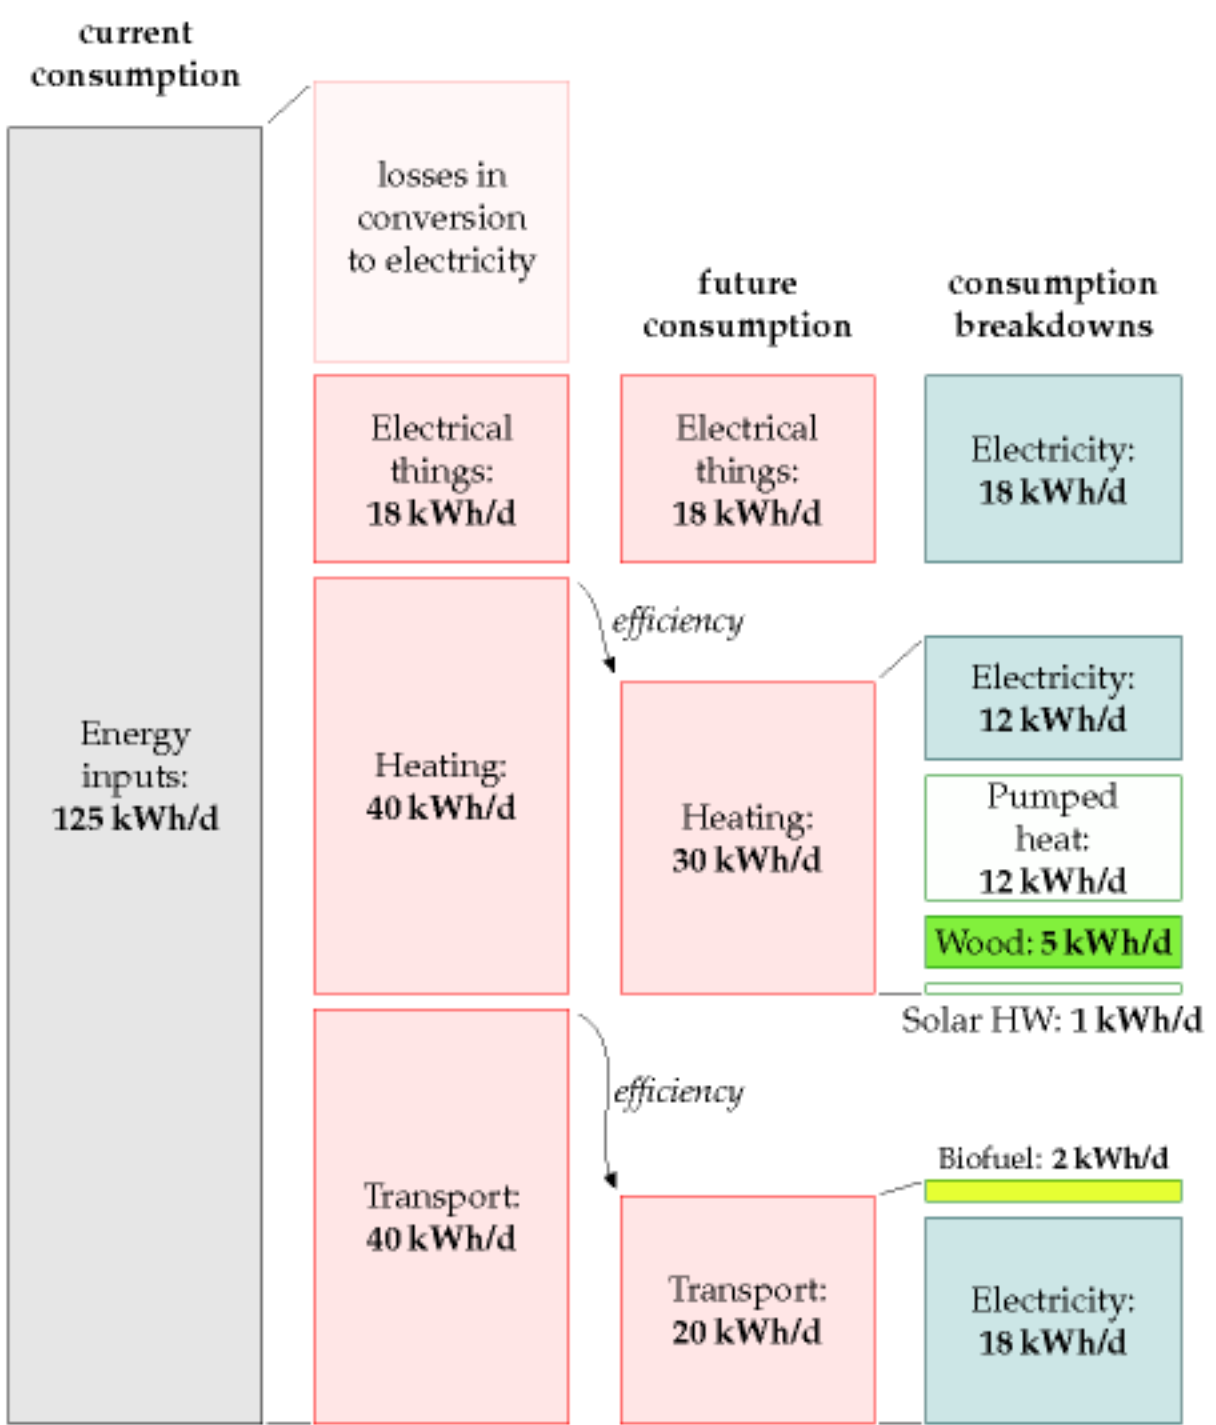 current
consumption
Energy
inputs:
125 kWh/d
losses in
conversion
to electricity
Electrical
things:
18 kWh/d
Heating:
40 kWh/d
Transport:
40 kWh/d
future
consumption
Electrical
things:
18 kWh/d
efficiency
Heating:
30 kWh/d
efficiency
Transport:
20 kWh/d
consumption
breakdowns
Electricity:
18 kWh/d
Electricity:
12 kWh/d
Pumped
heat:
12 kWh/d
Wood: 5 kWh/d
Solar HW: 1 kWh/d
Biofuel: 2 kWh/d
Electricity:
18 kWh/d